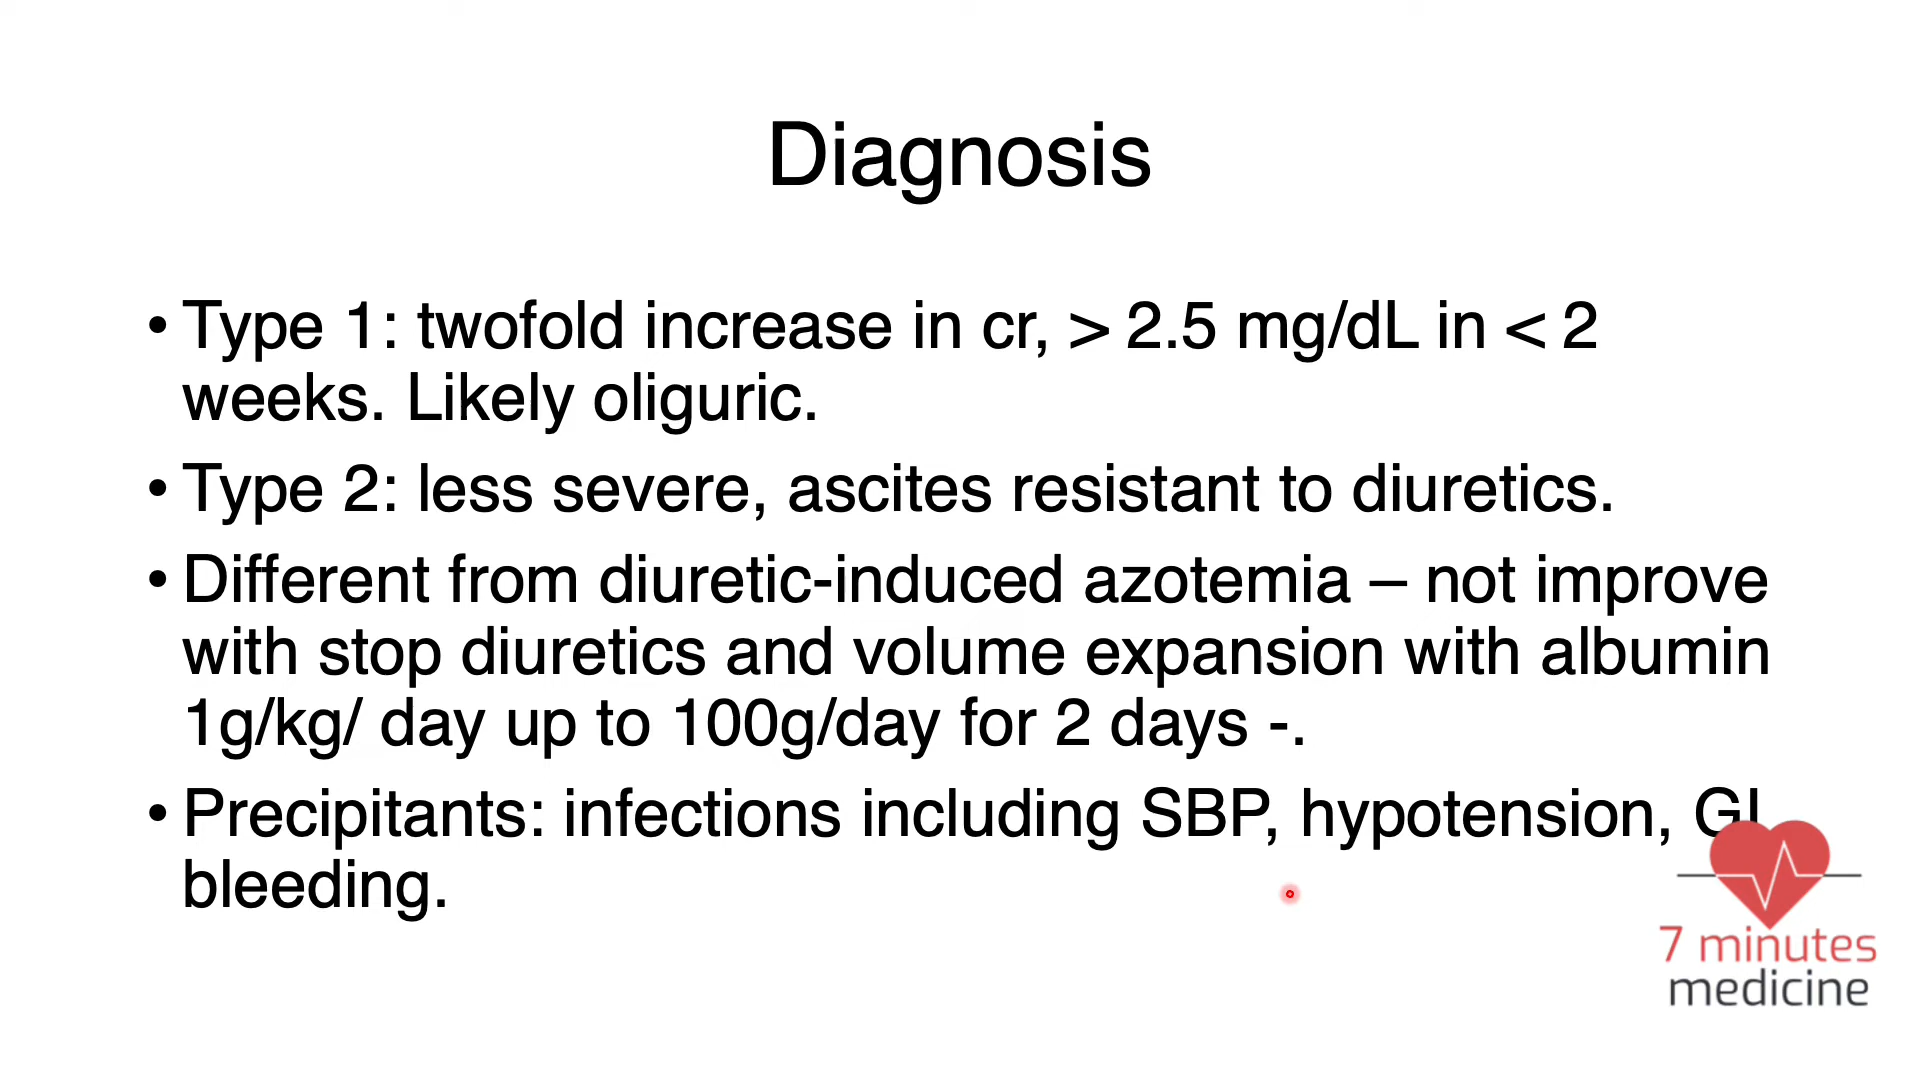 Diagnosis
• Type 1: twofold increase in cr, > 2.5 mg/dL in < 2
weeks. Likely oliguric.
• Type 2: less severe, ascites resistant to diuretics.
• Different from diuretic-induced azotemia – not improve
with stop diuretics and volume expansion with albumin
1g/kg/ day up to 100g/day for 2 days -.
• Precipitants: infections including SBP, hypotension, GI
bleeding.
7 minutes
medicine